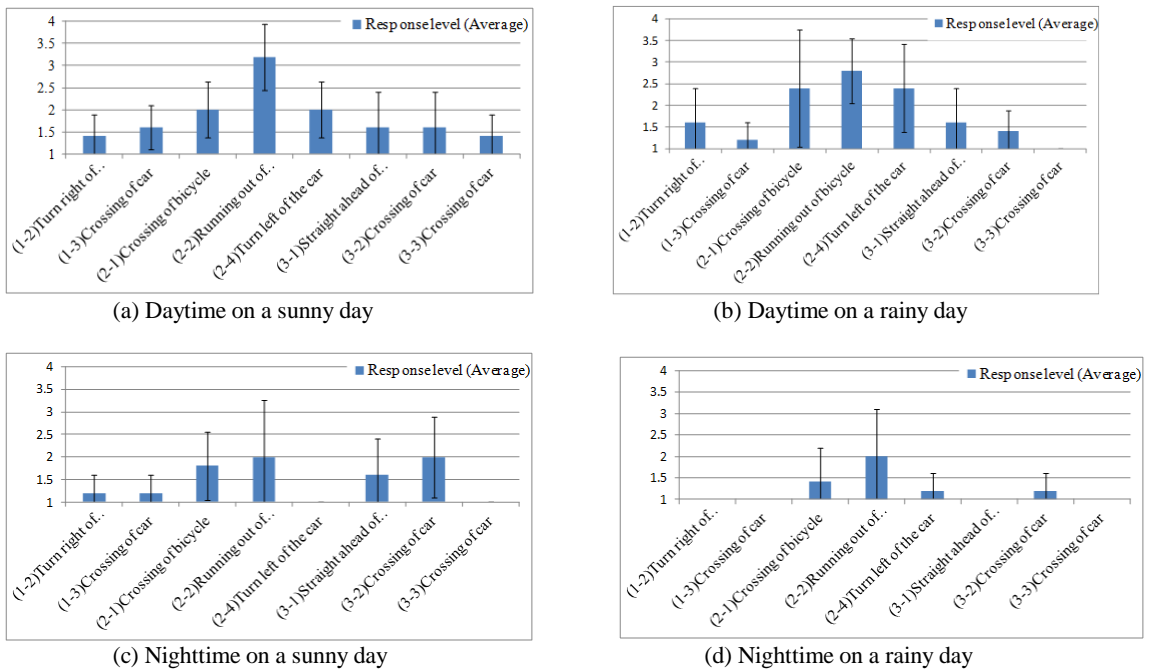 Response level (Average)
4
3.5
3
2.5
2
1.5
1
(1-2)Turn right of..
(1-3)Crossing of car
(2-1)Crossing of bicycle
(2-2)Running out of..
(2-4)Turn left of the car
(3-1)Straight ahead of..
(3-2)Crossing of car
(3-3)Crossing of car
(a) Daytime on a sunny day
Response level (Average)
4
3.5
3
2.5
2
1.5
1
(1-2)Turn right of..
(1-3)Crossing of car
(2-1)Crossing of bicycle
(2-2)Running out of bicycle
(2-4)Turn left of the car
(3-1)Straight ahead of..
(3-2)Crossing of car
(3-3)Crossing of car
(b) Daytime on a rainy day
Response level (Average)
4
3.5
3
2.5
2
1.5
1
(1-2)Turn right of..
(1-3)Crossing of car
(2-1)Crossing of bicycle
(2-2)Running out of..
(2-4)Turn left of the car
(3-1)Straight ahead of..
(3-2)Crossing of car
(3-3)Crossing of car
(c) Nighttime on a sunny day
Response level (Average)
4
3.5
3
2.5
2
1.5
1
(1-2)Turn right of..
(1-3)Crossing of car
(2-1)Crossing of bicycle
(2-2)Running out of..
(2-4)Turn left of the car
(3-1)Straight ahead of..
(3-2)Crossing of car
(3-3)Crossing of car
(d) Nighttime on a rainy day